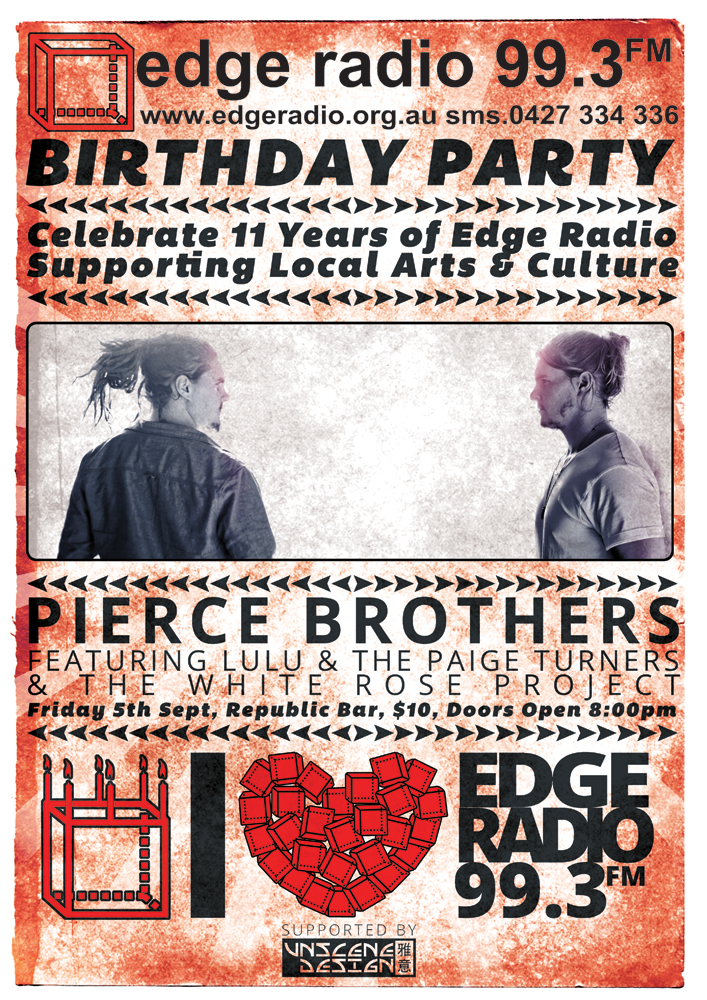 edge radio 99.3FM
www.edgeradio.org.au sms.0427 334 336
BIRTHDAY PARTY
Celebrate 11 Years of Edge Radio
Supporting Local Arts & Culture
PIERCE BROTHERS
FEATURING LULU & THE PAIGE TURNERS
& THE WHITE ROSE PROJECT
Friday 5th Sept, Republic Bar, $10, Doors Open 8:00pm
I
EDGE
RADIO
99.3FM
SUPPORTED BY
UNSCENE
DESIGN
雅意